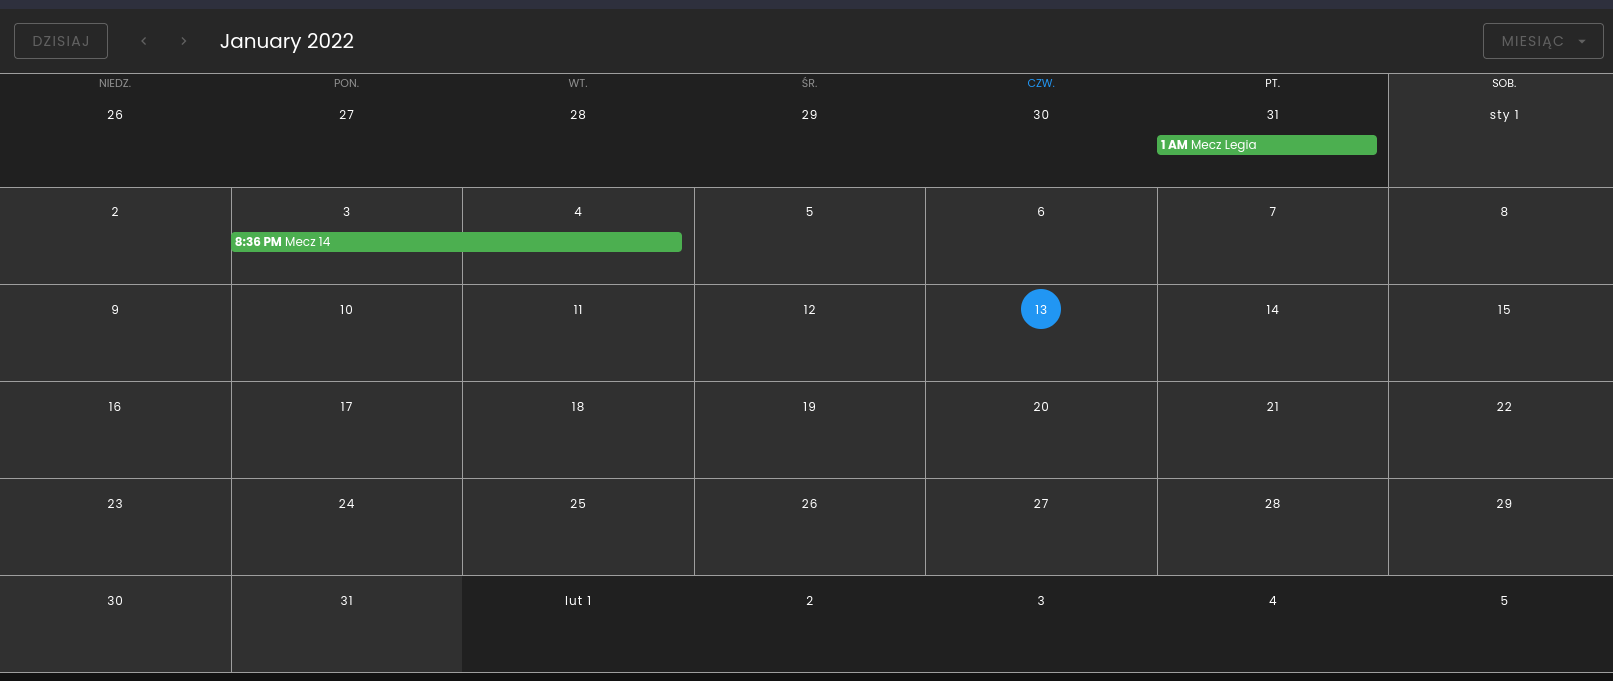 DZISIAJ January 2022 MIESIĄC
NIEDZ. PON. WT. ŚR. CZW. PT. SOB.
26 27 28 29 30 31 sty 1
1 AM Mecz Legia
2 3 4 5 6 7 8
8:36 PM Mecz 14
9 10 11 12 13 14 15
16 17 18 19 20 21 22
23 24 25 26 27 28 29
30 31 lut 1 2 3 4 5